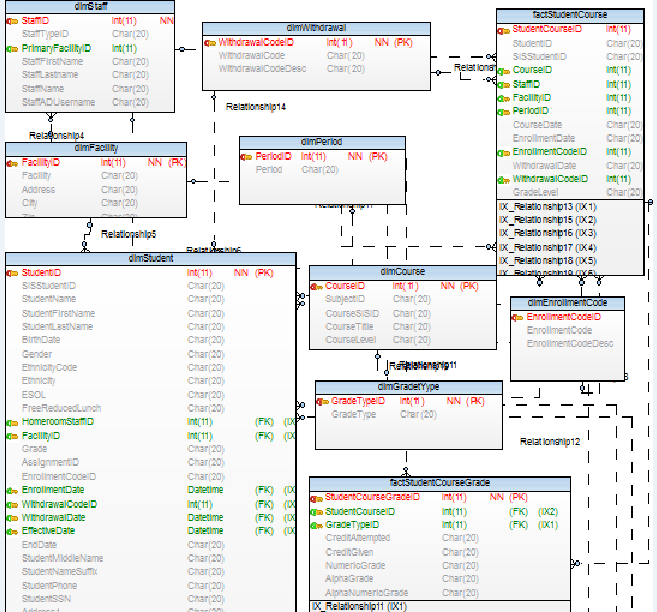 dimStaff
StaffID Int(11) NN
StaffTypeID Char(20)
PrimaryFacilityID Int(11)
StaffFirstName Char(20)
StaffLastname Char(20)
StaffName Char(20)
StaffADUsername Char(20)
Relationship4
dimWithdrawal
WithdrawalCodeID Int(11) NN (PK)
WithdrawalCode Char(20)
WithdrawalCodeDesc Char(20)
Relationship14
factStudentCourse
StudentCourseID Int(11)
StudentID Char(20)
SISStudentID Char(20)
CourseID Int(11)
StaffID Int(11)
FacilityID Int(11)
PeriodID Int(11)
CourseDate Char(20)
EnrollmentDate Char(20)
EnrollmentCodeID Int(11)
WithdrawalDate Char(20)
WithdrawalCodeID Int(11)
GradeLevel Char(20)
IX_Relationship13 (IX1)
IX_Relationship15 (IX2)
IX_Relationship16 (IX3)
IX_Relationship17 (IX4)
IX_Relationship18 (IX5)
IX_Relationship19 (IX6)
dimFacility
FacilityID Int(11) NN (PK)
Facility Char(20)
Address Char(20)
City Char(20)
Relationship5
Relationship6
dimPeriod
PeriodID Int(11) NN (PK)
Period Char(20)
dimStudent
StudentID Int(11) NN (PK)
SISStudentID Char(20)
StudentName Char(20)
StudentFirstName Char(20)
StudentLastName Char(20)
BirthDate Char(20)
Gender Char(20)
EthnicityCode Char(20)
Ethnicity Char(20)
ESOL Char(20)
FreeReducedLunch Char(20)
HomeroomStaffID Int(11) (FK) (IX
FacilityID Int(11) (FK) (IX
Grade Char(20)
AssignmentID Char(20)
EnrollmentCodeID Char(20)
EnrollmentDate Datetime (FK) (IX
WithdrawalCodeID Int(11) (FK) (IX
WithdrawalDate Datetime (FK) (IX
EffectiveDate Datetime (FK) (IX
EndDate Char(20)
StudentMiddleName Char(20)
StudentNameSuffix Char(20)
StudentPhone Char(20)
StudentSSN Char(20)
dimCourse
CourseID Int(11) NN (PK)
SubjectID Char(20)
CourseSISID Char(20)
CourseTitle Char(20)
CourseLevel Char(20)
dimEnrollmentCode
EnrollmentCodeID
EnrollmentCode
EnrollmentCodeDesc
dimGradetType
GradeTypeID Int(11) NN (PK)
GradeType Char(20)
Relationship12
factStudentCourseGrade
StudentCourseGradeID Int(11) NN (PK)
StudentCourseID Int(11) (FK) (IX2)
GradeTypeID Int(11) (FK) (IX1)
CreditAttempted Char(20)
CreditGiven Char(20)
NumericGrade Char(20)
AlphaGrade Char(20)
AlphaNumericGrade Char(20)
IX_Relationship11 (IX1)